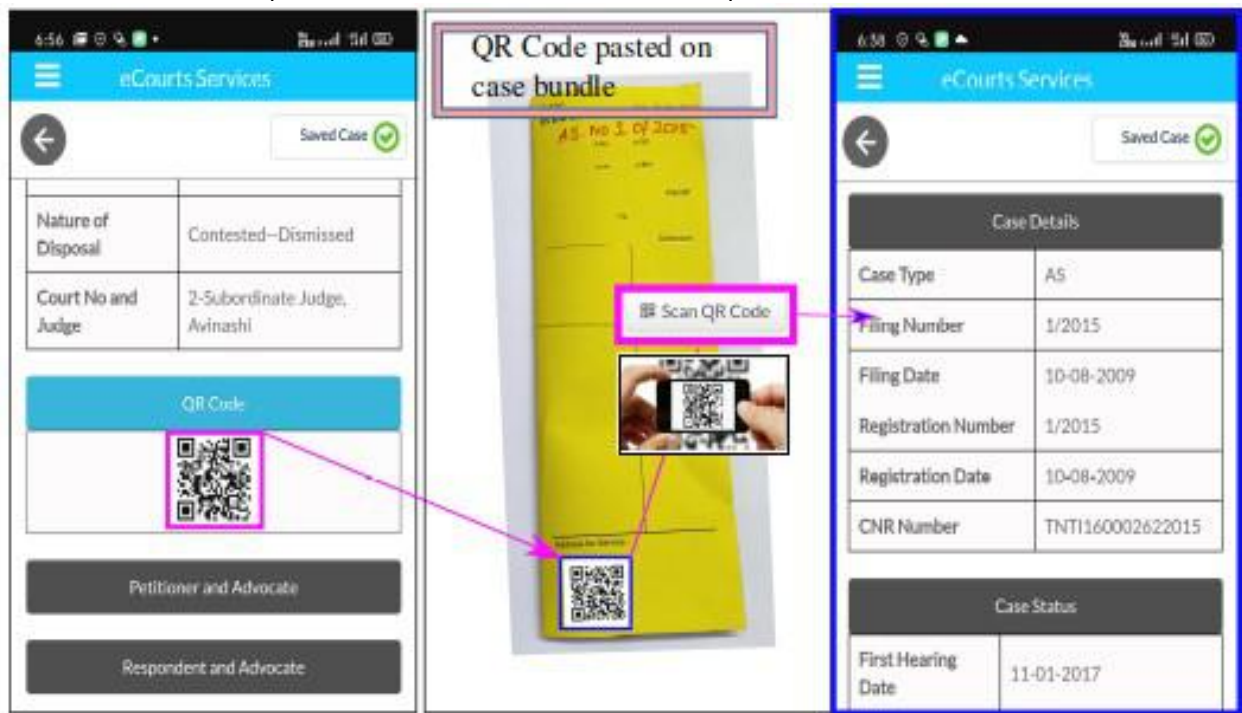 6:56
eCourts Services
Saved Case
Nature of Disposal
Contested--Dismissed
Court No and Judge
2-Subordinate Judge, Avinashi
QR Code
Petitioner and Advocate
Respondent and Advocate
QR Code pasted on
case bundle
AS. NO 1 of 2015
Address for Service
Scan QR Code
6:38
eCourts Services
Saved Case
Case Details
Case Type
AS
Filing Number
1/2015
Filing Date
10-08-2009
Registration Number
1/2015
Registration Date
10-08-2009
CNR Number
TNTI160002622015
Case Status
First Hearing Date
11-01-2017